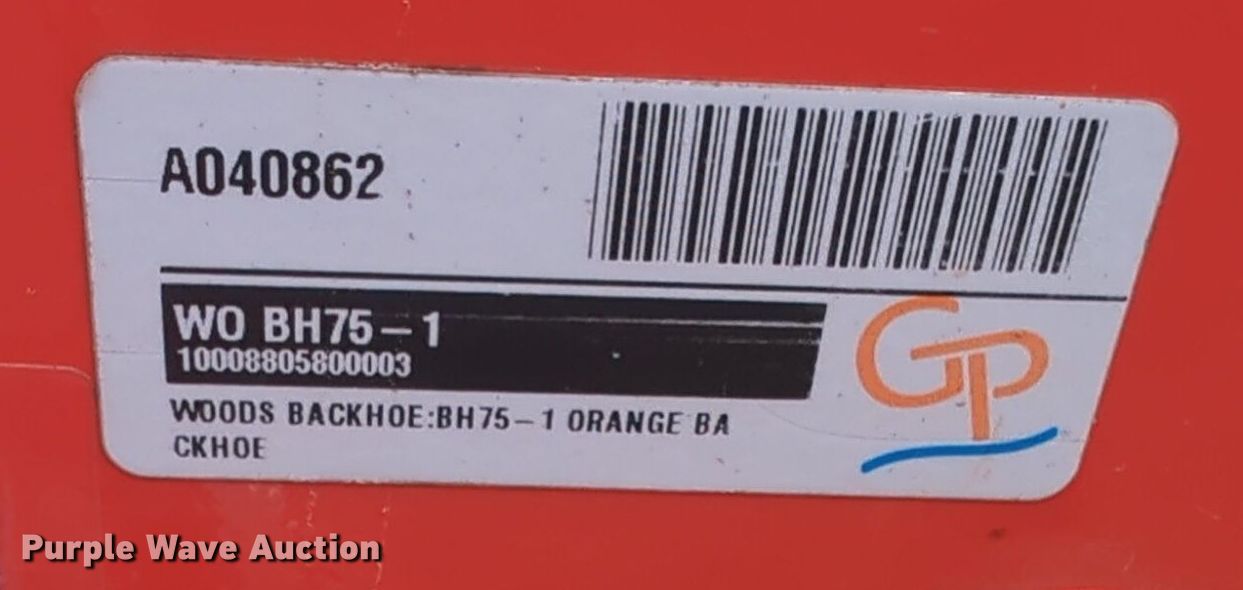 A040862
WO BH75-1
10008805800003
WOODS BACKHOE:BH75-1 ORANGE BA
CKHOE
GP
Purple Wave Auction